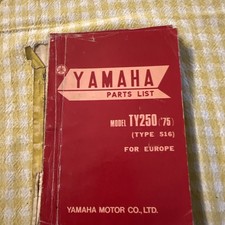 YAMAHA
PARTS LIST
MODEL TY250 ('75)
(TYPE 516)
FOR EUROPE
YAMAHA MOTOR CO., LTD.